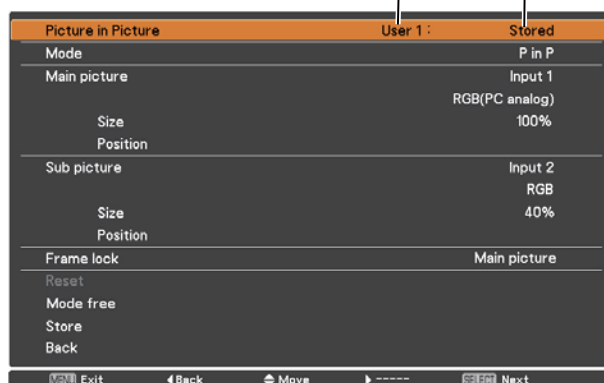 Picture in Picture User 1 : Stored
Mode P in P
Main picture Input 1
RGB(PC analog)
Size 100%
Position
Sub picture Input 2
RGB
Size 40%
Position
Frame lock Main picture
Reset
Mode free
Store
Back
MENU Exit ◀Back Move ▶----- SELECT Next